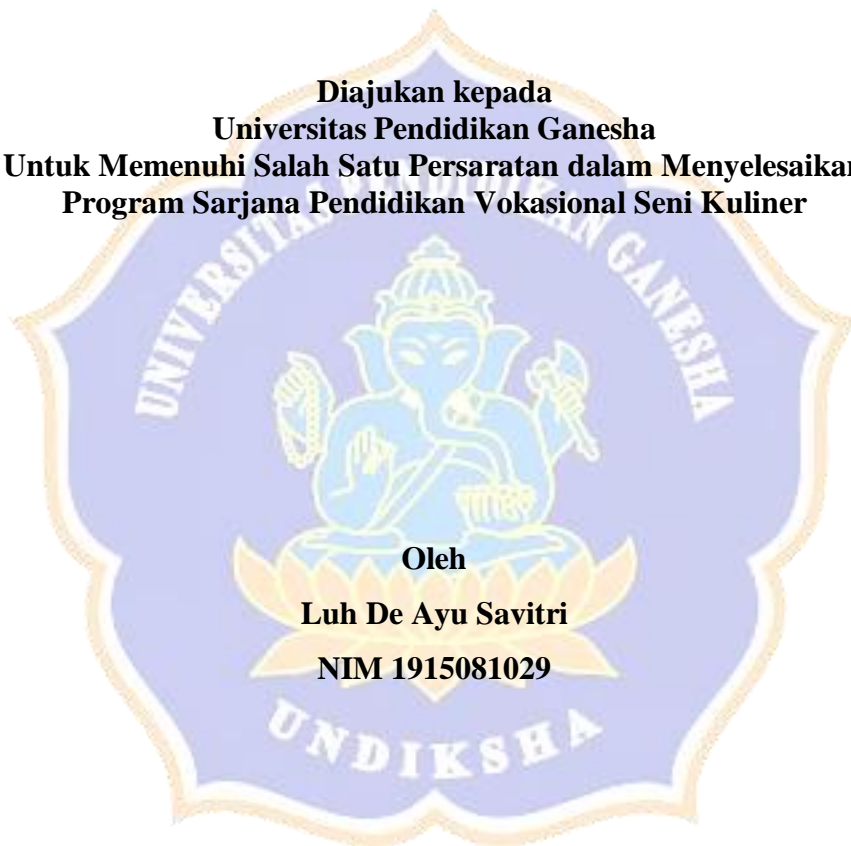 Diajukan kepada
Universitas Pendidikan Ganesha
Untuk Memenuhi Salah Satu Persaratan dalam Menyelesaikan
Program Sarjana Pendidikan Vokasional Seni Kuliner
UNIVERSITAS PENDIDIKAN GANESHA
Oleh
Luh De Ayu Savitri
NIM 1915081029
UNDIKSHA